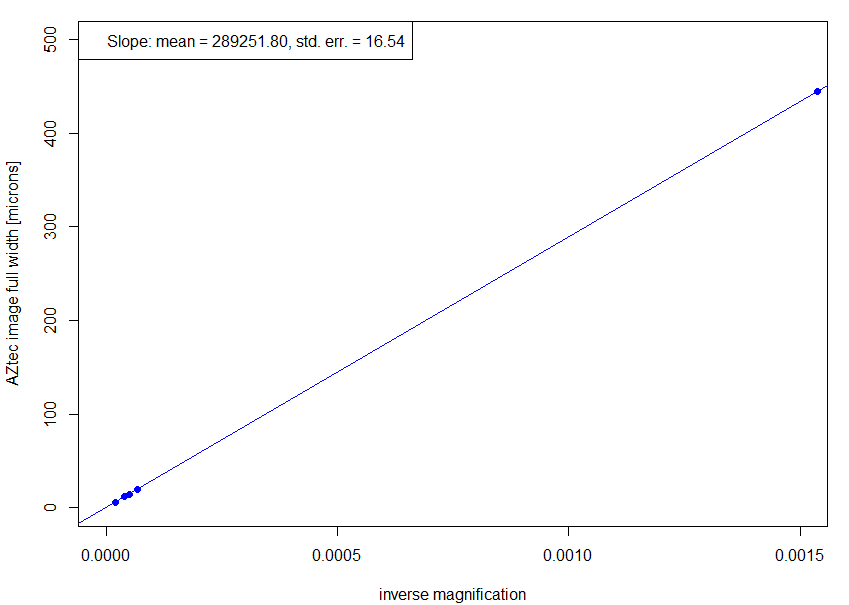 Slope: mean = 289251.80, std. err. = 16.54
AZtec image full width [microns]
500
400
300
200
100
0
0.0000 0.0005 0.0010 0.0015
inverse magnification